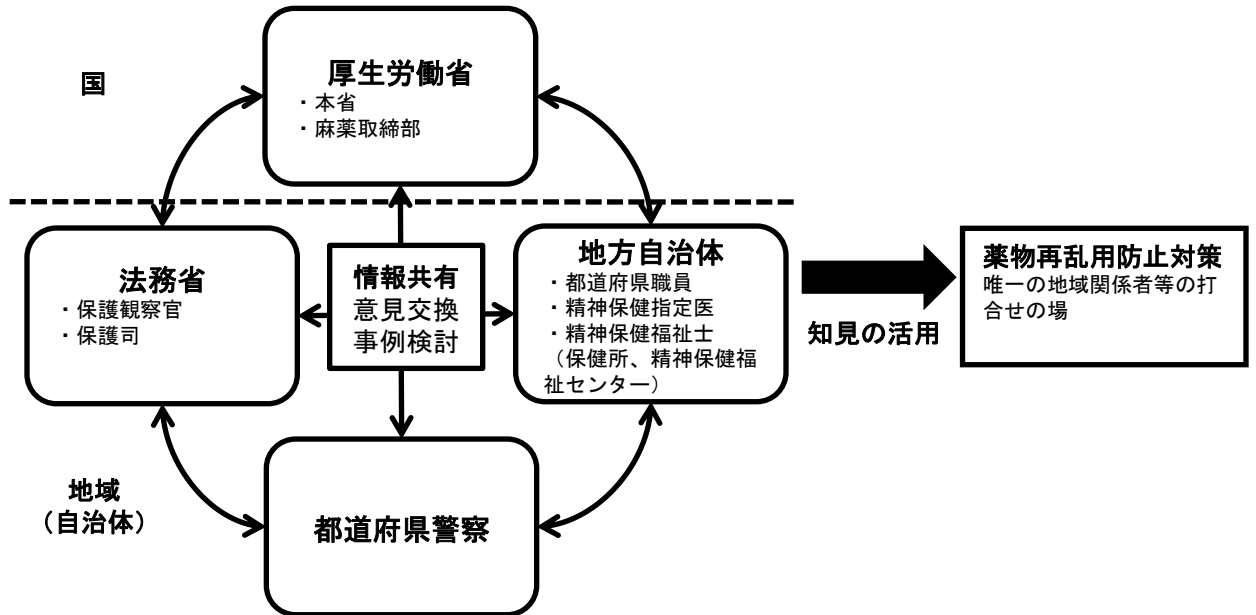 国
厚生労働省
・本省
・麻薬取締部
法務省
・保護観察官
・保護司
情報共有
意見交換
事例検討
地方自治体
・都道府県職員
・精神保健指定医
・精神保健福祉士
（保健所、精神保健福
祉センター）
知見の活用
薬物再乱用防止対策
唯一の地域関係者等の打
合せの場
地域
（自治体）
都道府県警察